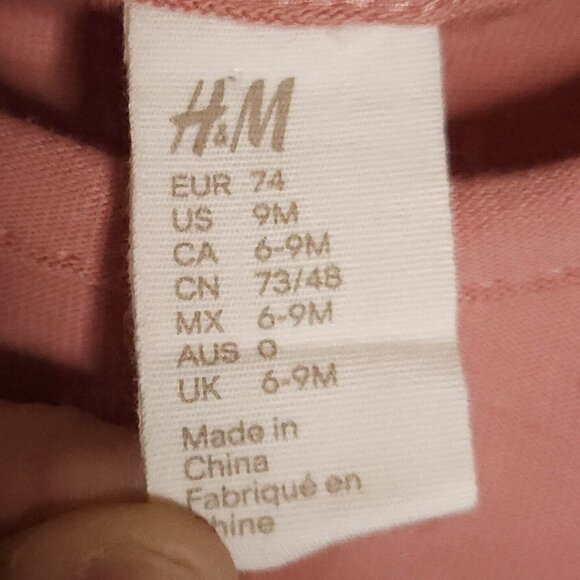 H&M
EUR 74
US 9M
CA 6-9M
CN 73/48
MX 6-9M
AUS 0
UK 6-9M
Made in
China
Fabriqué en
hine